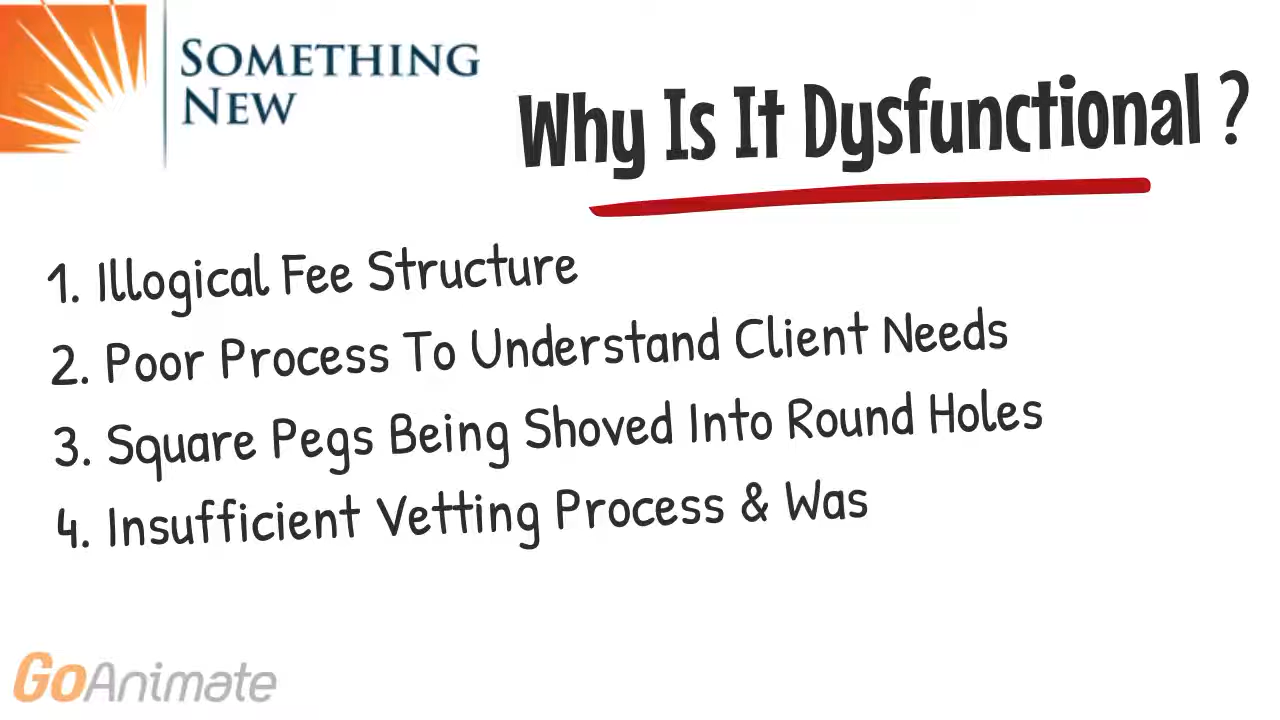 SOMETHING
NEW
Why Is It Dysfunctional ?
1. Illogical Fee Structure
2. Poor Process To Understand Client Needs
3. Square Pegs Being Shoved Into Round Holes
4. Insufficient Vetting Process & Was
GoAnimate